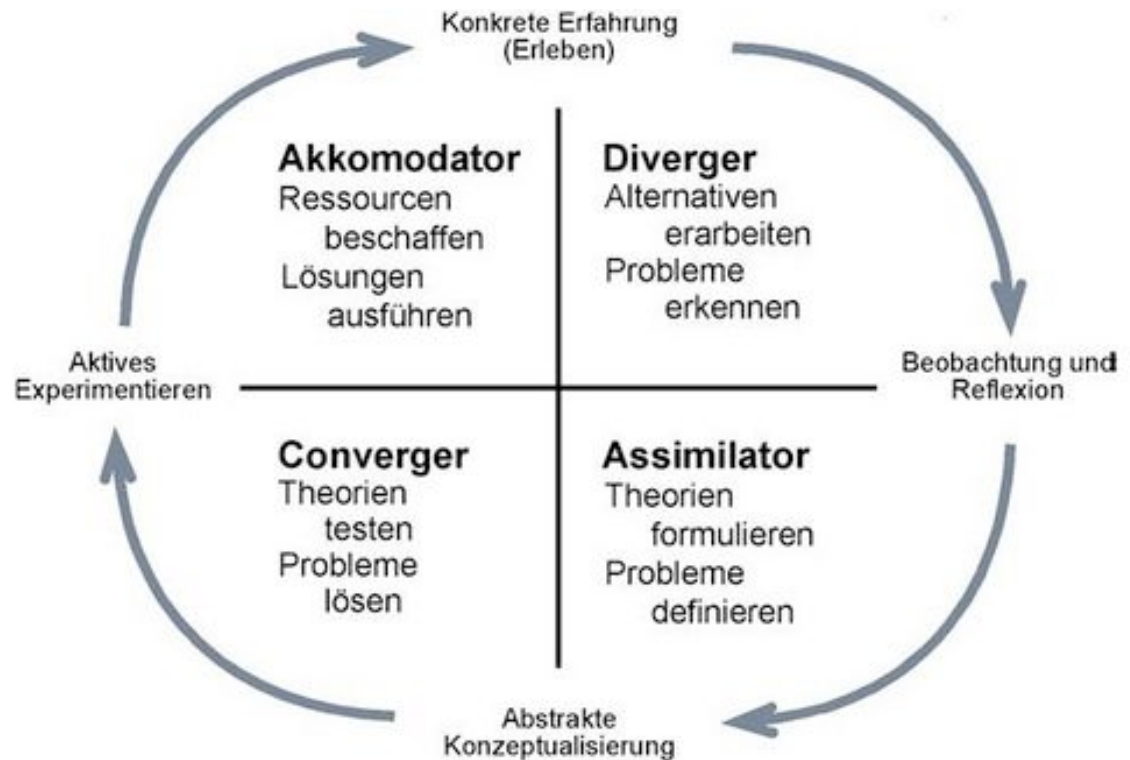 Konkrete Erfahrung
(Erleben)
Akkomodator
Ressourcen
beschaffen
Lösungen
ausführen
Diverger
Alternativen
erarbeiten
Probleme
erkennen
Aktives
Experimentieren
Beobachtung und
Reflexion
Converger
Theorien
testen
Probleme
lösen
Assimilator
Theorien
formulieren
Probleme
definieren
Abstrakte
Konzeptualisierung